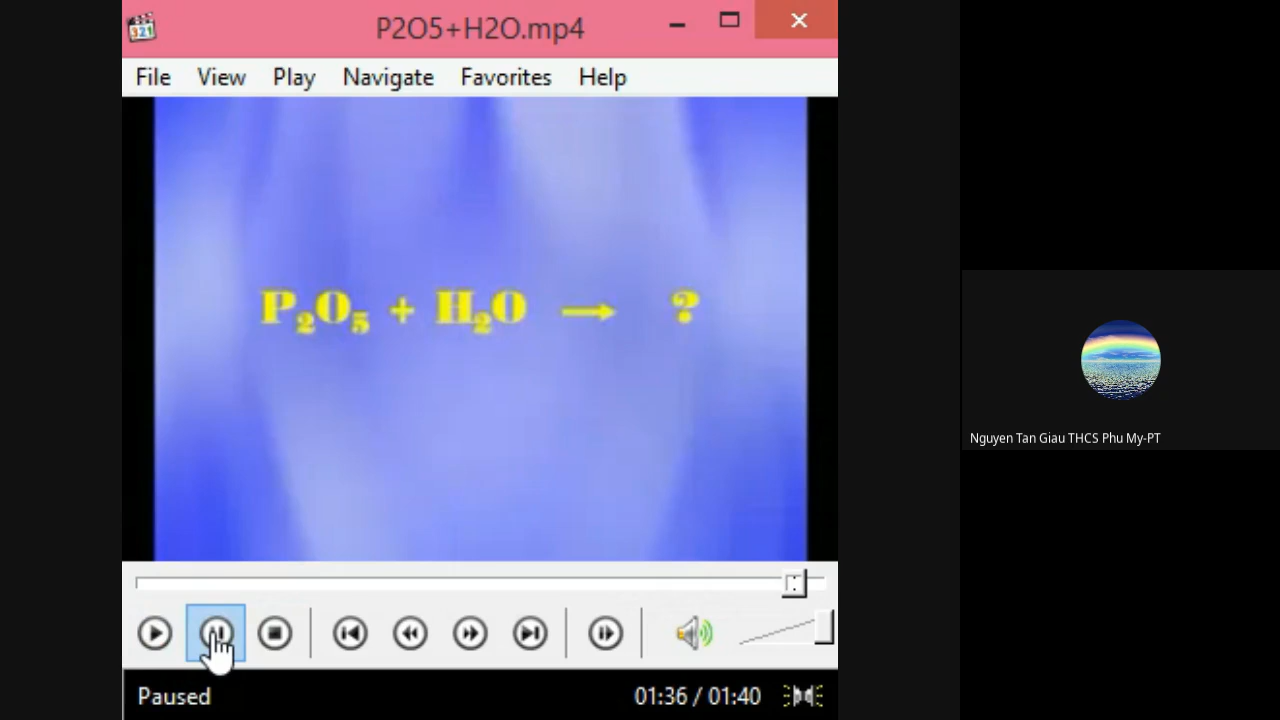 P2O5+H2O.mp4
File View Play Navigate Favorites Help
P₂O₅ + H₂O → ?
Nguyen Tan Giau THCS Phu My-PT
Paused 01:36 / 01:40